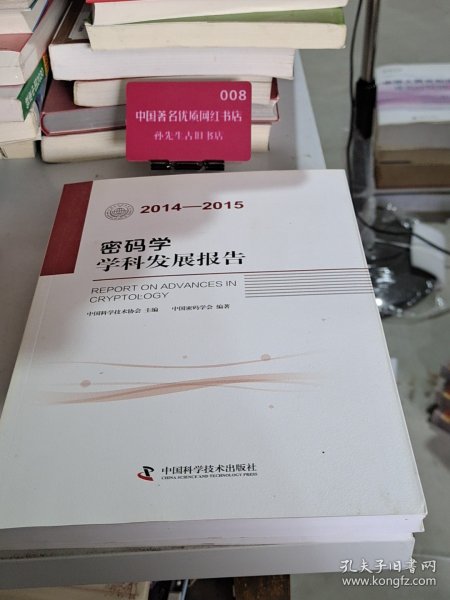 008
中国著名优质网红书店
孙先生古旧书店
2014—2015
密码学
学科发展报告
REPORT ON ADVANCES IN
CRYPTOLOGY
中国科学技术协会 主编 中国密码学会 编著
中国科学技术出版社
CHINA SCIENCE AND TECHNOLOGY PRESS
孔夫子旧书网
www.kongfz.com